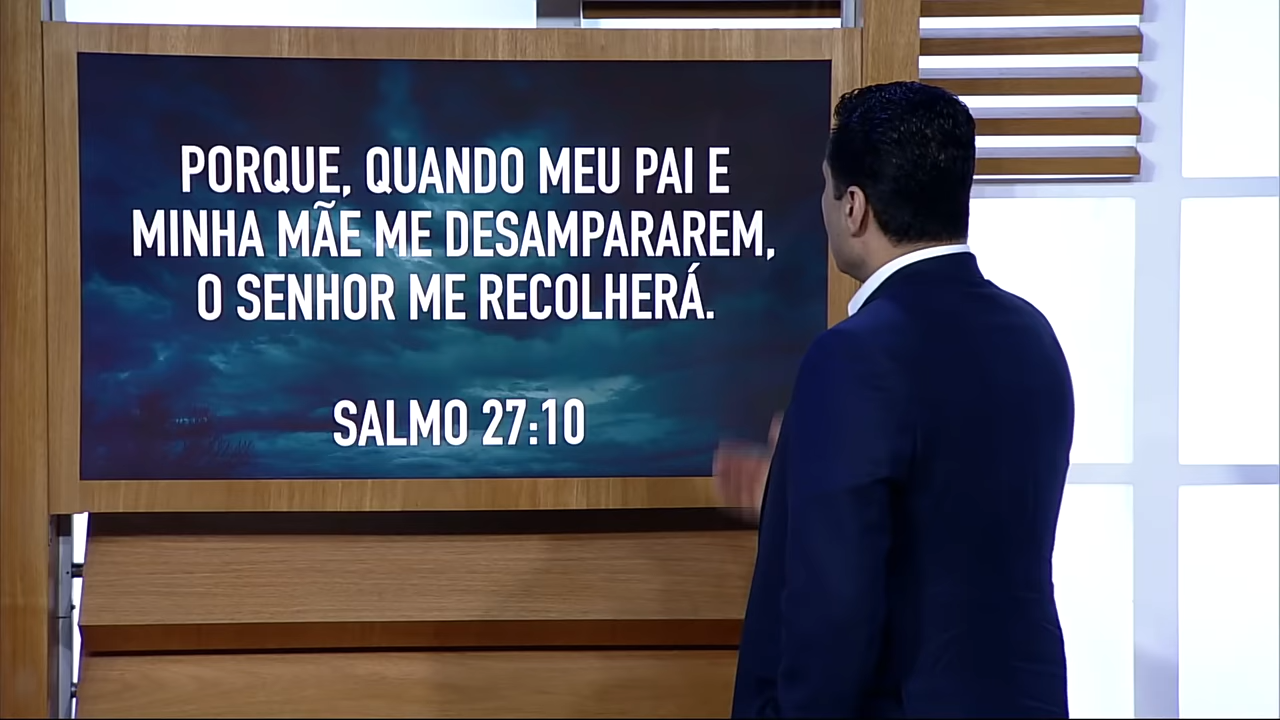 PORQUE, QUANDO MEU PAI E
MINHA MÃE ME DESAMPARAREM,
O SENHOR ME RECOLHERÁ.
SALMO 27:10